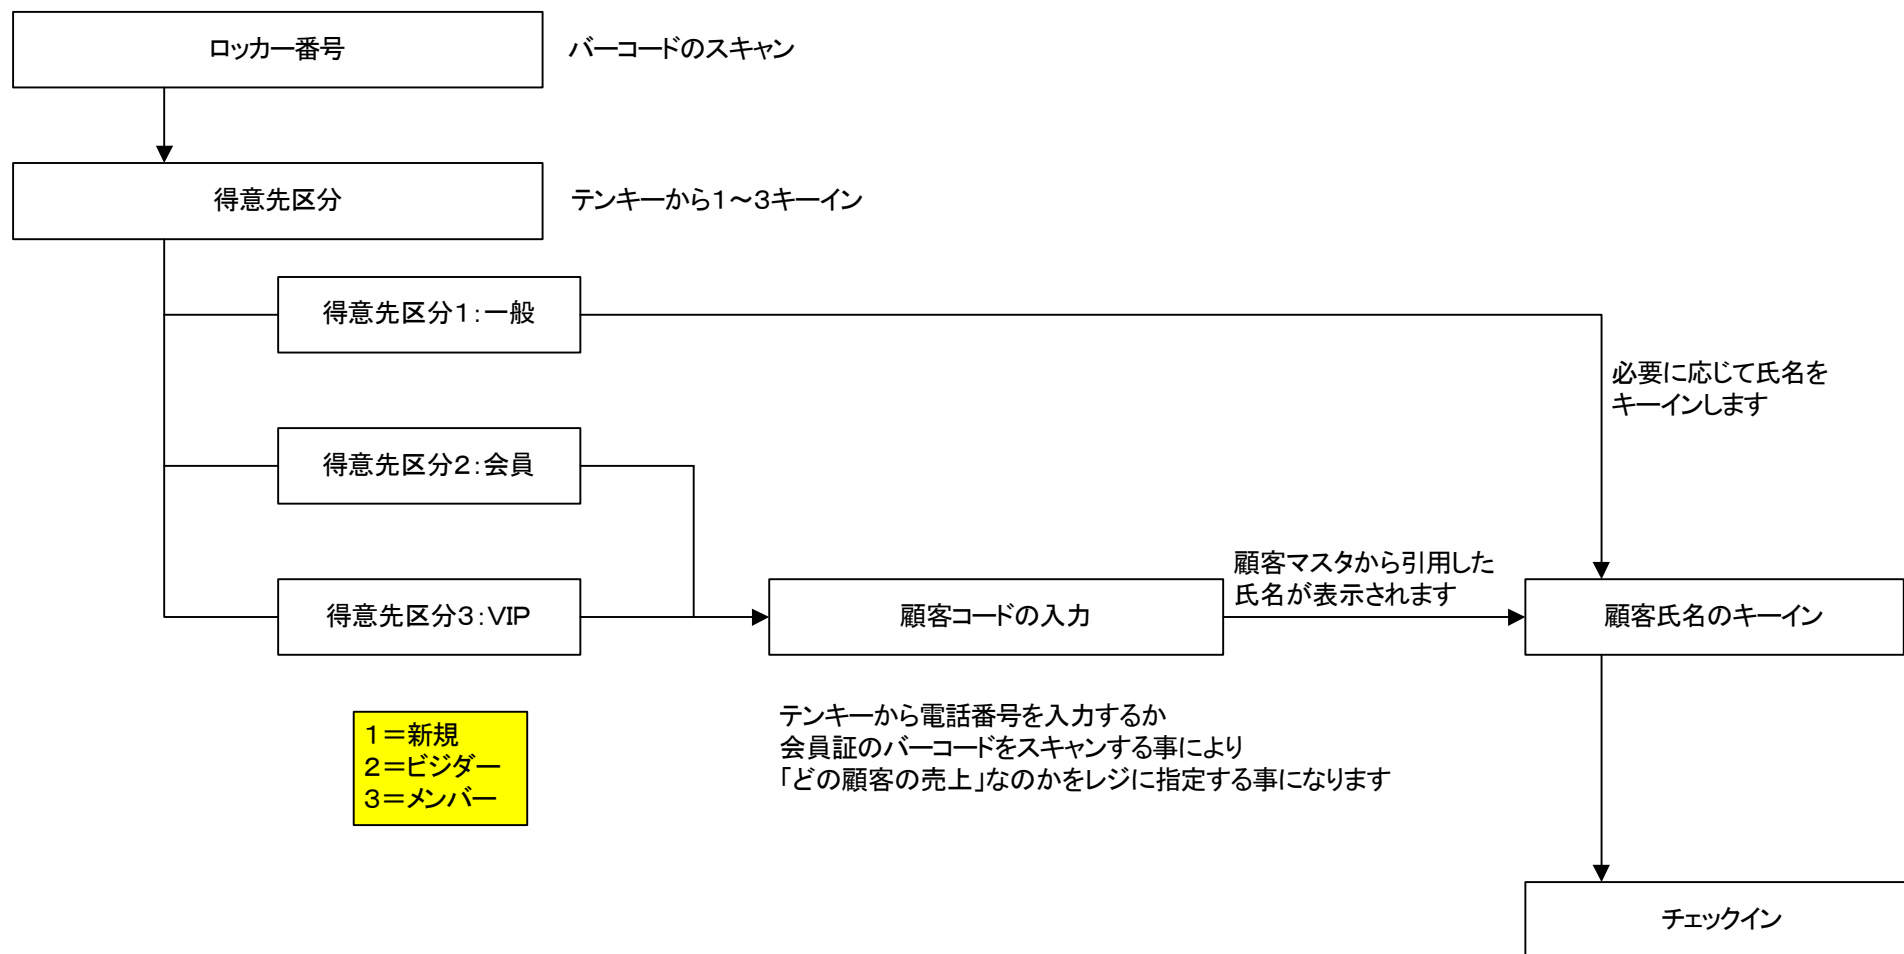 ロッカー番号
バーコードのスキャン
得意先区分
テンキーから1～3キーイン
得意先区分1:一般
必要に応じて氏名を
キーインします
得意先区分2:会員
顧客マスタから引用した
氏名が表示されます
得意先区分3:VIP
顧客コードの入力
顧客氏名のキーイン
1=新規
2=ビジダー
3=メンバー
テンキーから電話番号を入力するか
会員証のバーコードをスキャンする事により
「どの顧客の売上」なのかをレジに指定する事になります
チェックイン